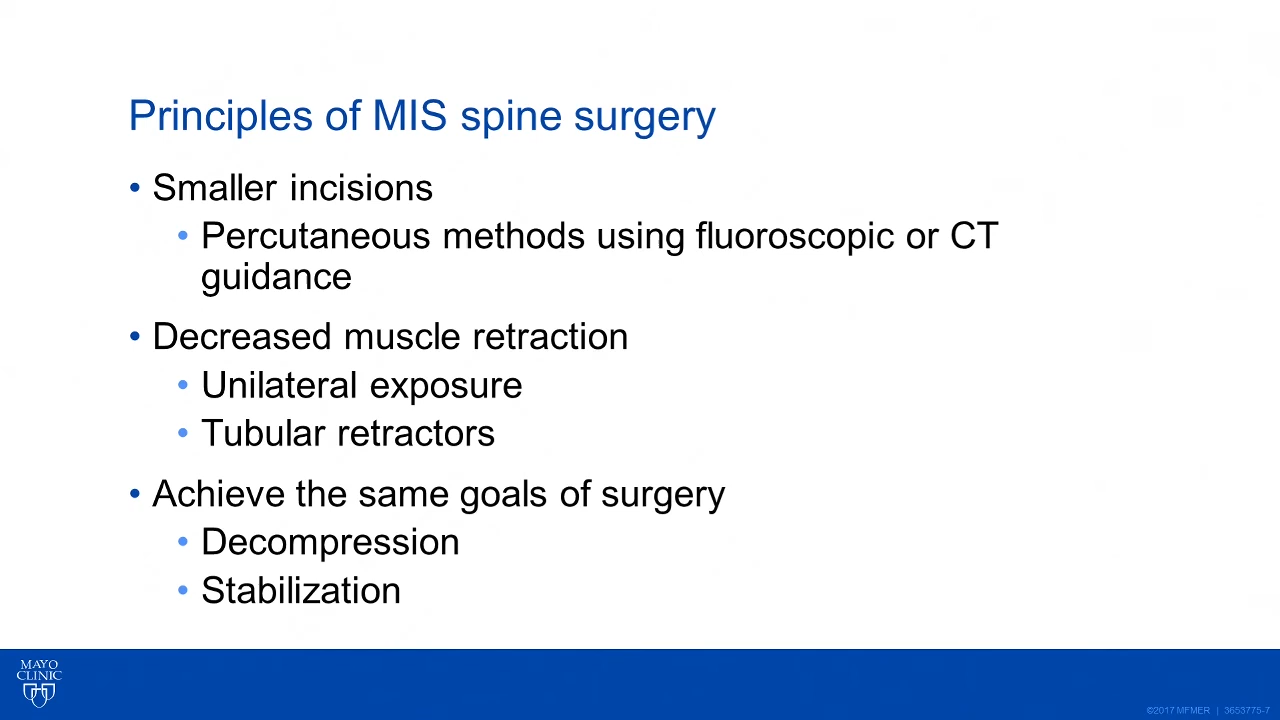 Principles of MIS spine surgery
• Smaller incisions
• Percutaneous methods using fluoroscopic or CT
guidance
• Decreased muscle retraction
• Unilateral exposure
• Tubular retractors
• Achieve the same goals of surgery
• Decompression
• Stabilization
MAYO
CLINIC
©2017 MFMER | 3653775-7